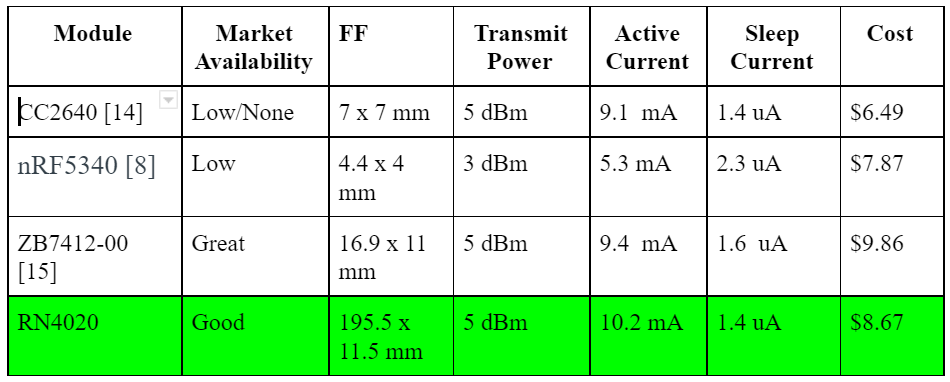 Module Market Availability FF Transmit Power Active Current Sleep Current Cost
CC2640 [14] Low/None 7 x 7 mm 5 dBm 9.1 mA 1.4 uA $6.49
nRF5340 [8] Low 4.4 x 4 mm 3 dBm 5.3 mA 2.3 uA $7.87
ZB7412-00 [15] Great 16.9 x 11 mm 5 dBm 9.4 mA 1.6 uA $9.86
RN4020 Good 195.5 x 11.5 mm 5 dBm 10.2 mA 1.4 uA $8.67